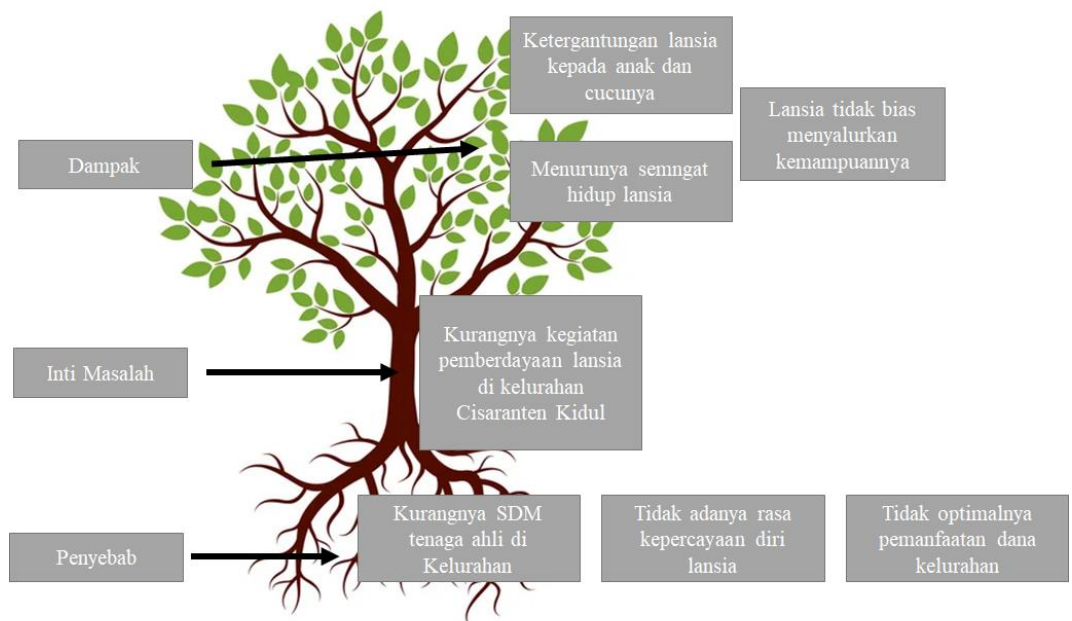 Ketergantungan lansia
kepada anak dan
cucunya
Lansia tidak bias
menyalurkan
kemampuannya
Dampak
Menurunya semngat
hidup lansia
Kurangnya kegiatan
pemberdayaan lansia
di kelurahan
Cisaranten Kidul
Inti Masalah
Kurangnya SDM
tenaga ahli di
Kelurahan
Tidak adanya rasa
kepercayaan diri
lansia
Tidak optimalnya
pemanfaatan dana
kelurahan
Penyebab